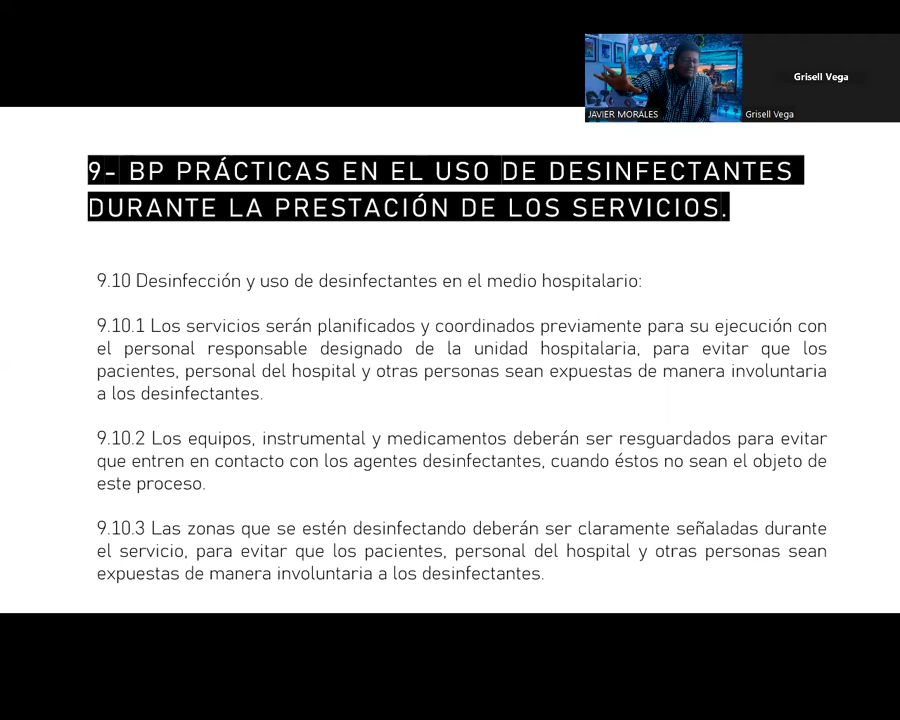 Grisell Vega
JAVIER MORALES
Grisell Vega
9- BP PRÁCTICAS EN EL USO DE DESINFECTANTES
DURANTE LA PRESTACIÓN DE LOS SERVICIOS.
9.10 Desinfección y uso de desinfectantes en el medio hospitalario:
9.10.1 Los servicios serán planificados y coordinados previamente para su ejecución con
el personal responsable designado de la unidad hospitalaria, para evitar que los
pacientes, personal del hospital y otras personas sean expuestas de manera involuntaria
a los desinfectantes.
9.10.2 Los equipos, instrumental y medicamentos deberán ser resguardados para evitar
que entren en contacto con los agentes desinfectantes, cuando éstos no sean el objeto de
este proceso.
9.10.3 Las zonas que se estén desinfectando deberán ser claramente señaladas durante
el servicio, para evitar que los pacientes, personal del hospital y otras personas sean
expuestas de manera involuntaria a los desinfectantes.